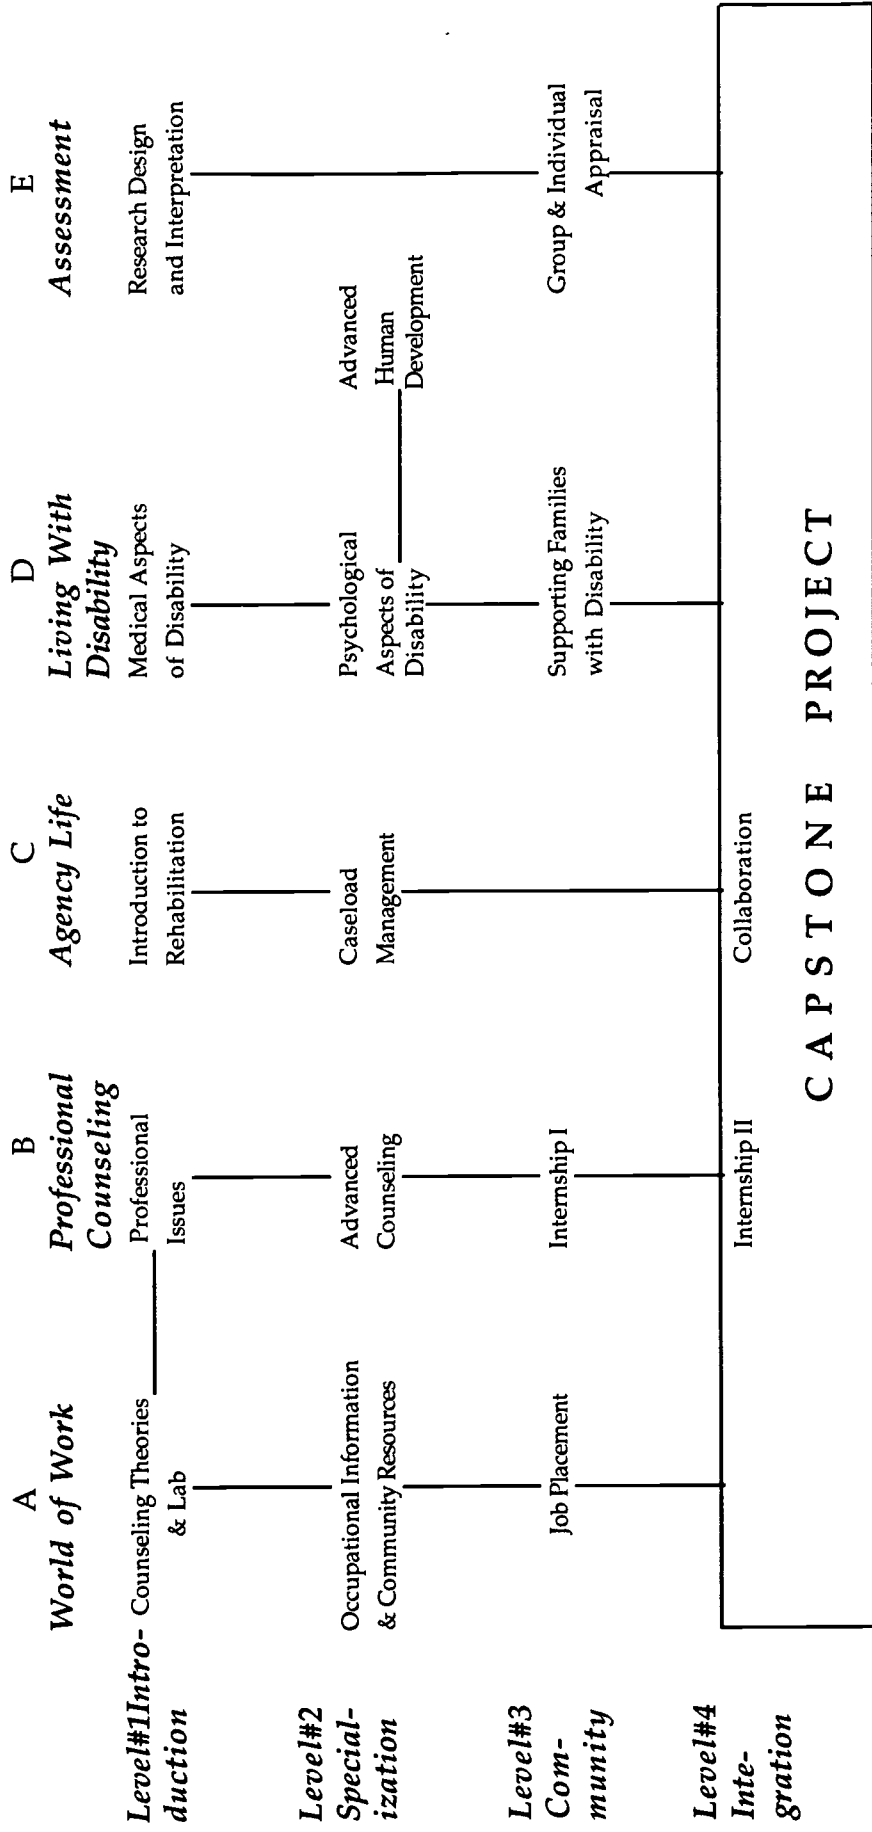 A
World of Work
B
Professional
Counseling
C
Agency Life
D
Living With
Disability
E
Assessment
Level#1Intro-
duction
Counseling Theories
& Lab
Professional
Issues
Introduction to
Rehabilitation
Medical Aspects
of Disability
Research Design
and Interpretation
Level#2
Special-
ization
Occupational Information
& Community Resources
Advanced
Counseling
Caseload
Management
Psychological
Aspects of
Disability
Advanced
Human
Development
Level#3
Com-
munity
Job Placement
Internship I
Supporting Families
with Disability
Group & Individual
Appraisal
Level#4
Inte-
gration
Internship II
Collaboration
CAPSTONE PROJECT